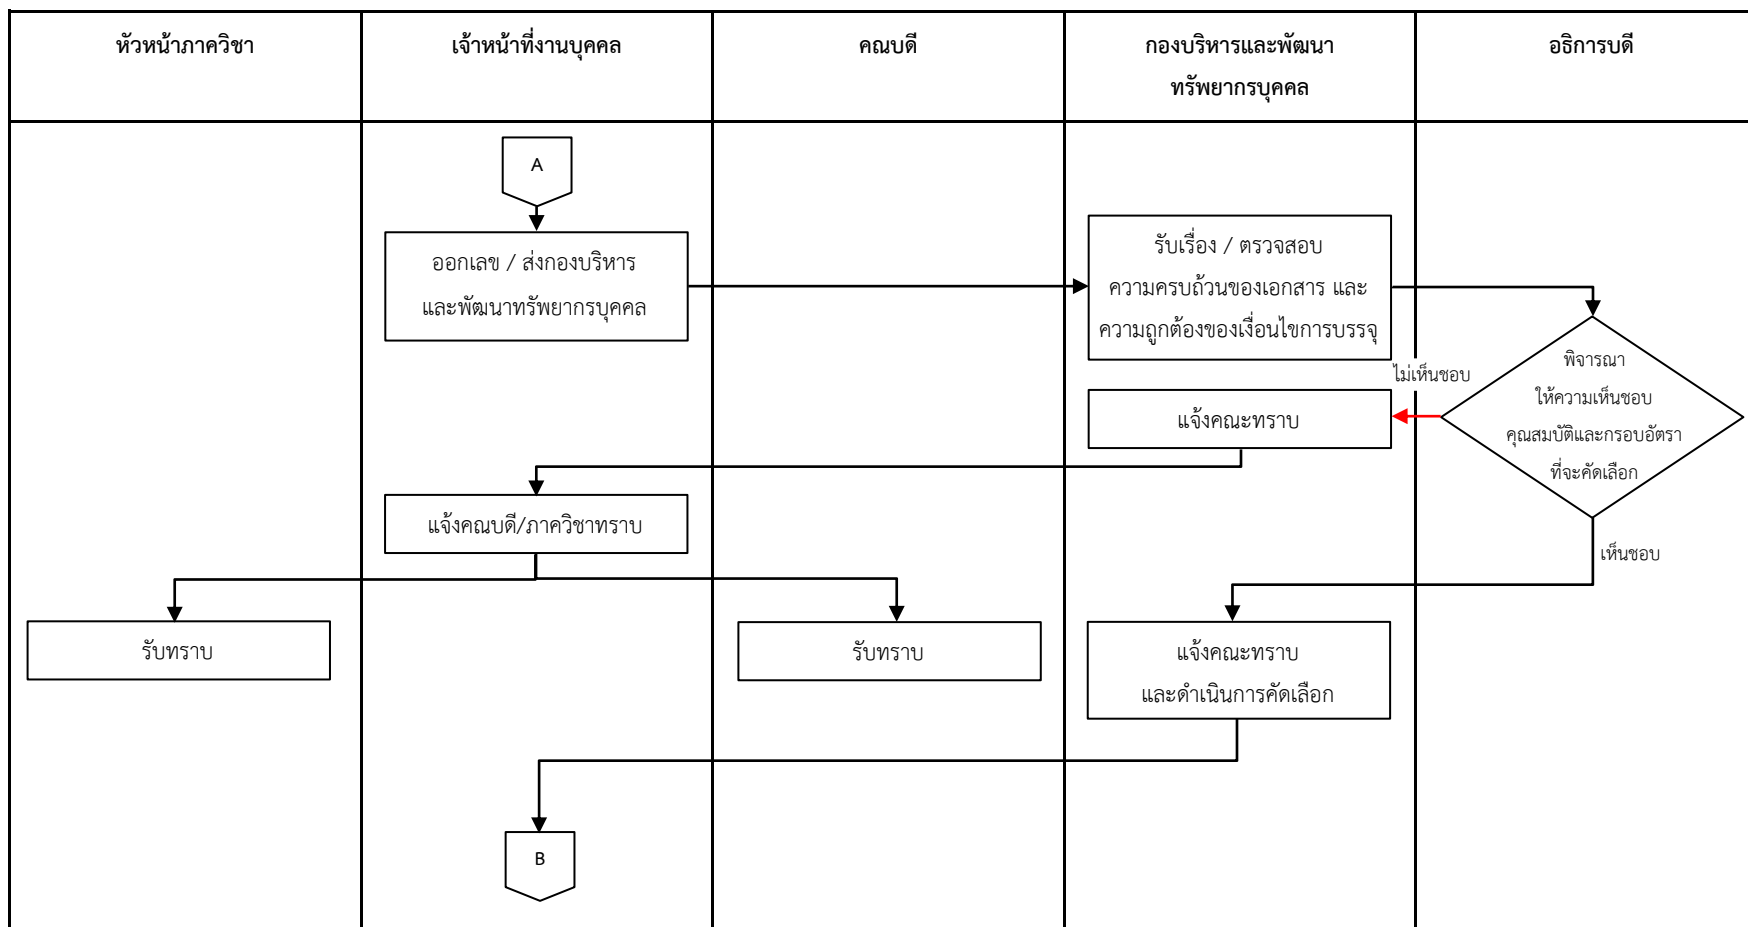 หัวหน้าภาควิชา
เจ้าหน้าที่งานบุคคล
คณบดี
กองบริหารและพัฒนา
ทรัพยากรบุคคล
อธิการบดี
A
ออกเลข / ส่งกองบริหาร
และพัฒนาทรัพยากรบุคคล
รับเรื่อง / ตรวจสอบ
ความครบถ้วนของเอกสาร และ
ความถูกต้องของเงื่อนไขการบรรจุ
พิจารณา
ให้ความเห็นชอบ
คุณสมบัติและกรอบอัตรา
ที่จะคัดเลือก
ไม่เห็นชอบ
แจ้งคณะทราบ
แจ้งคณบดี/ภาควิชาทราบ
เห็นชอบ
รับทราบ
รับทราบ
แจ้งคณะทราบ
และดำเนินการคัดเลือก
B